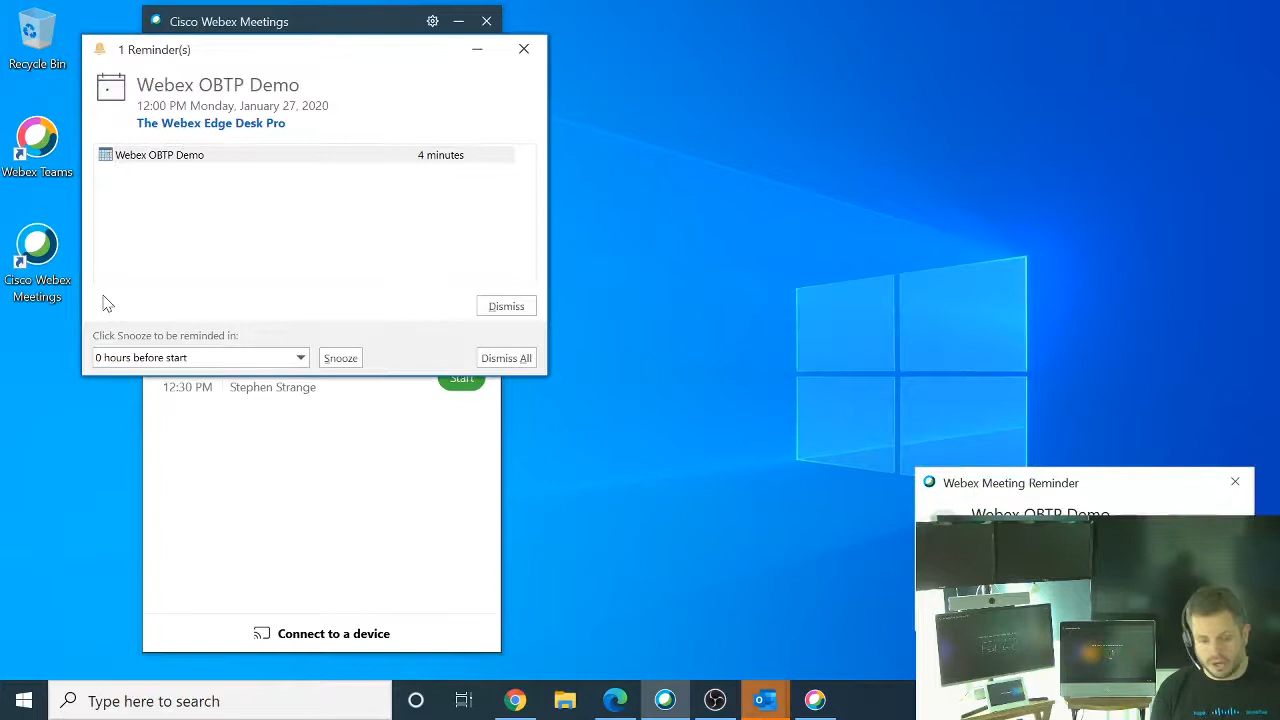 Recycle Bin
Webex Teams
Cisco Webex
Meetings
Cisco Webex Meetings
1 Reminder(s)
Webex OBTP Demo
12:00 PM Monday, January 27, 2020
The Webex Edge Desk Pro
Webex OBTP Demo 4 minutes
Dismiss
Click Snooze to be reminded in:
0 hours before start
Snooze
Dismiss All
12:30 PM Stephen Strange
Start
Connect to a device
Webex Meeting Reminder
Webex OBTP Demo
Type here to search